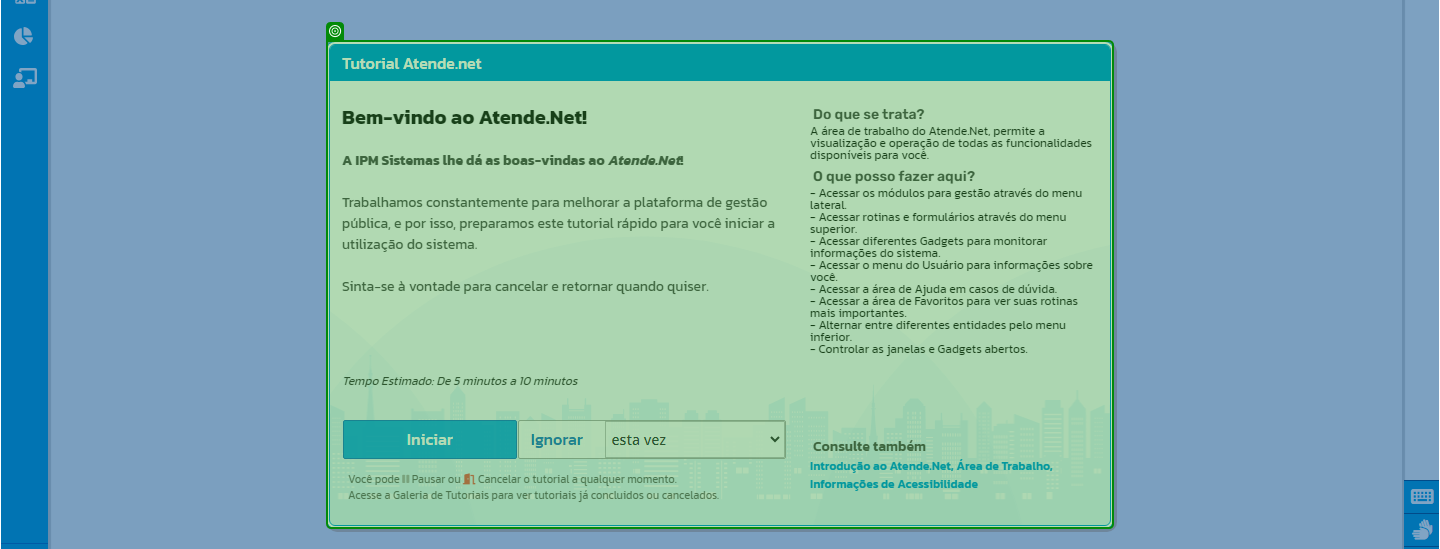 Tutorial Atende.net
Bem-vindo ao Atende.Net!
A IPM Sistemas lhe dá as boas-vindas ao Atende.Net!
Trabalhamos constantemente para melhorar a plataforma de gestão
pública, e por isso, preparamos este tutorial rápido para você iniciar a
utilização do sistema.
Sinta-se à vontade para cancelar e retornar quando quiser.
Tempo Estimado: De 5 minutos a 10 minutos
Iniciar
Ignorar
esta vez
Você pode Pausar ou Cancelar o tutorial a qualquer momento.
Acesse a Galeria de Tutoriais para ver tutoriais já concluidos ou cancelados.
Do que se trata?
A área de trabalho do Atende.Net, permite a
visualização e operação de todas as funcionalidades
disponíveis para você.
O que posso fazer aqui?
- Acessar os módulos para gestão através do menu
lateral.
- Acessar rotinas e formulários através do menu
superior.
- Acessar diferentes Gadgets para monitorar
informações do sistema.
- Acessar o menu do Usuário para informações sobre
você.
- Acessar a área de Ajuda em casos de dúvida.
- Acessar a área de Favoritos para ver suas rotinas
mais importantes.
- Alternar entre diferentes entidades pelo menu
inferior.
- Controlar as janelas e Gadgets abertos.
Consulte também
Introdução ao Atende.Net, Área de Trabalho,
Informações de Acessibilidade